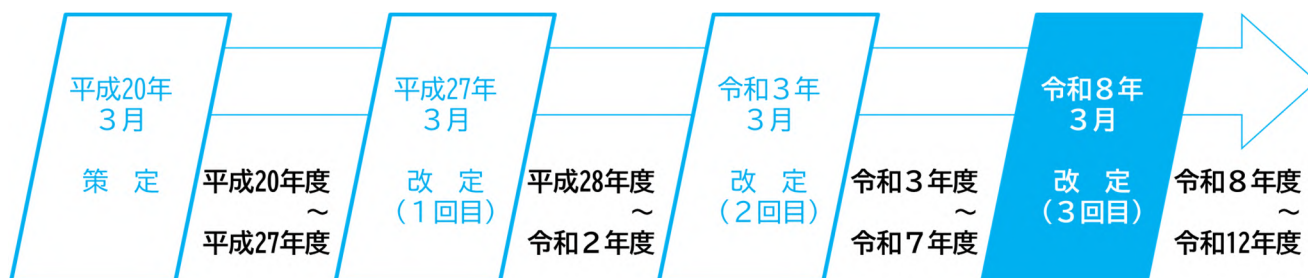 平成20年
３月
策　定
平成20年度
～
平成27年度
平成27年
３月
改　定
（１回目）
平成28年度
～
令和２年度
令和３年
３月
改　定
（２回目）
令和３年度
～
令和７年度
令和８年
３月
改　定
（３回目）
令和８年度
～
令和12年度